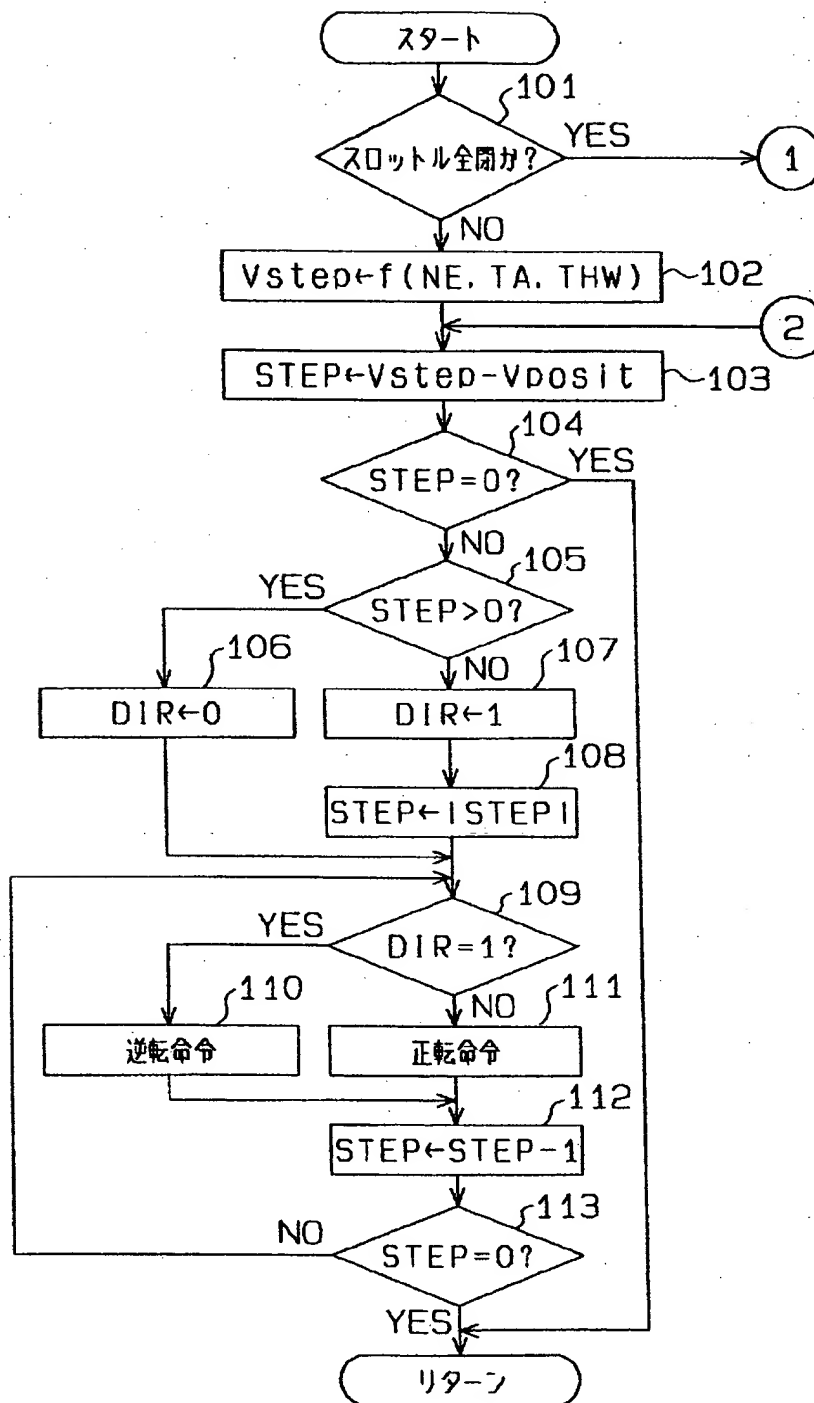 スタート
101
スロットル全閉か?
YES
1
NO
Vstep←f(NE, TA, THW)
102
2
STEP←Vstep-Vposit
103
104
STEP=0?
YES
NO
105
YES
STEP>0?
106
NO
107
DIR←0
DIR←1
108
STEP←|STEP|
109
YES
DIR=1?
110
NO
111
逆転命令
正転命令
112
STEP←STEP-1
113
NO
STEP=0?
YES
リターン